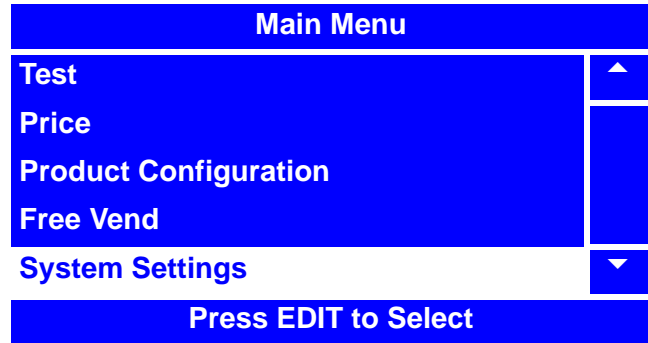 Main Menu
Test
Price
Product Configuration
Free Vend
System Settings
Press EDIT to Select